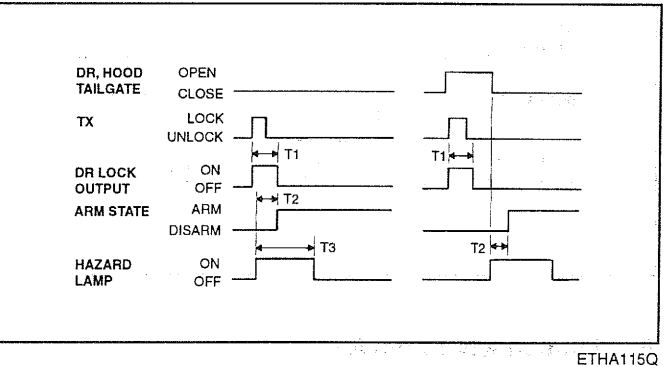 DR, HOOD OPEN
TAILGATE CLOSE
TX LOCK
UNLOCK
T1 T1
DR LOCK ON
OUTPUT OFF
T2
ARM STATE ARM
DISARM
T3 T2
HAZARD ON
LAMP OFF
ETHA115Q